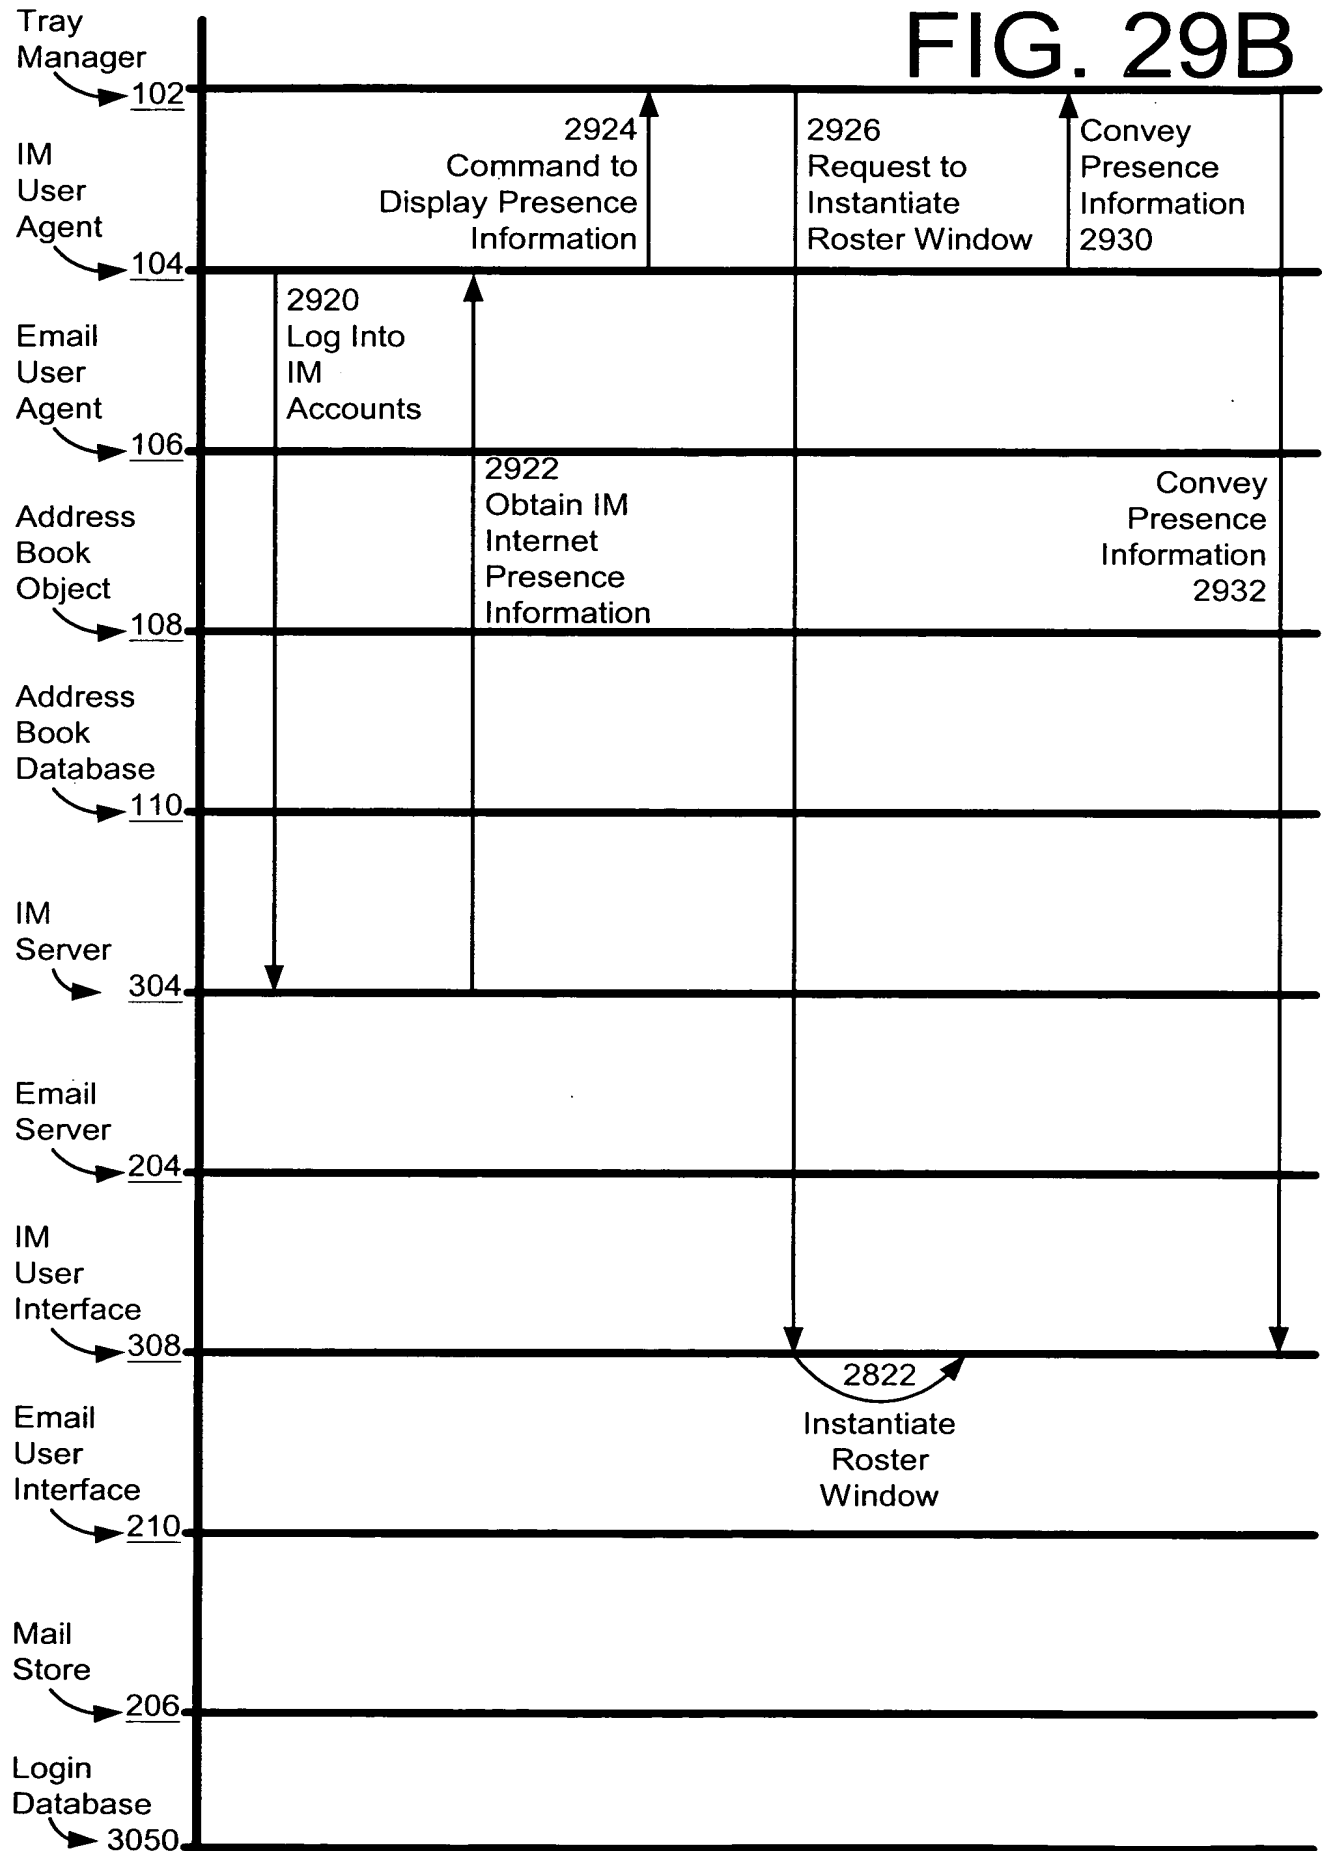 FIG. 29B
Tray
Manager
102
IM
User
Agent
104
Email
User
Agent
106
Address
Book
Object
108
Address
Book
Database
110
IM
Server
304
Email
Server
204
IM
User
Interface
308
Email
User
Interface
210
Mail
Store
206
Login
Database
3050
2920
Log Into
IM
Accounts
2922
Obtain IM
Internet
Presence
Information
2924
Command to
Display Presence
Information
2926
Request to
Instantiate
Roster Window
2822
Instantiate
Roster
Window
Convey
Presence
Information
2930
Convey
Presence
Information
2932